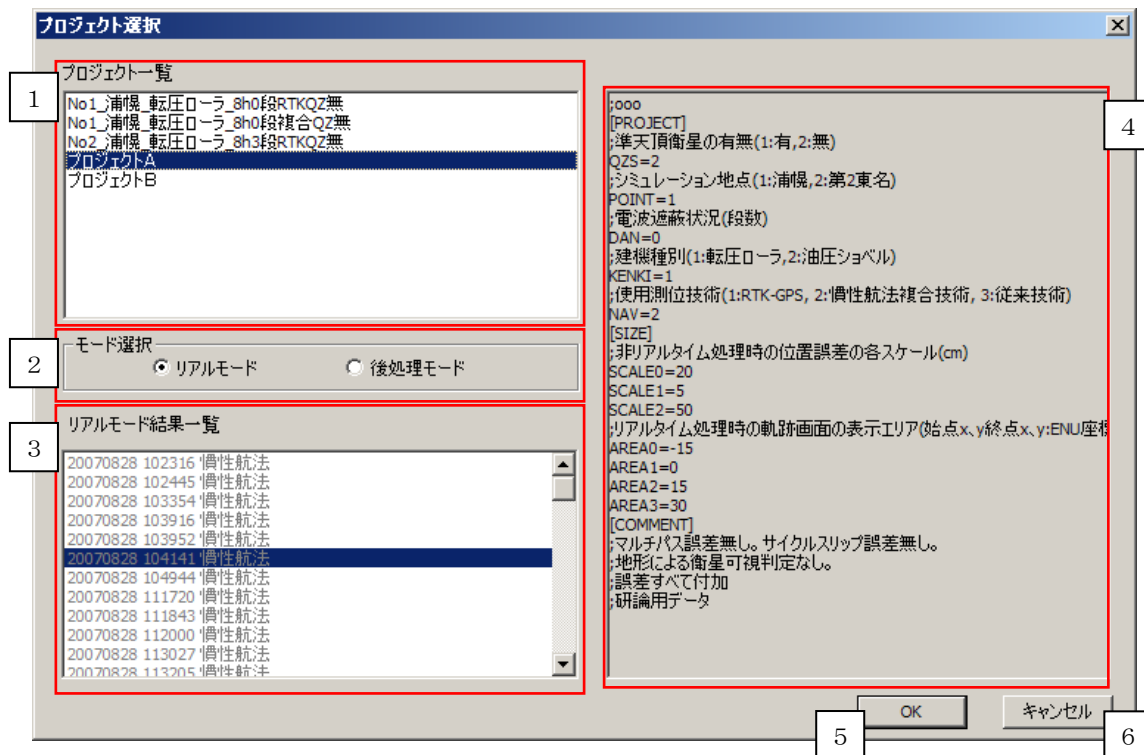 プロジェクト選択
1
プロジェクト一覧
No1_浦幌_転圧ローラ_8h0段RTKQZ無
No1_浦幌_転圧ローラ_8h0段複合QZ無
No2_浦幌_転圧ローラ_8h3段RTKQZ無
プロジェクトA
プロジェクトB
2
モード選択
リアルモード
後処理モード
3
リアルモード結果一覧
20070828 102316 慣性航法
20070828 102445 慣性航法
20070828 103354 慣性航法
20070828 103916 慣性航法
20070828 103952 慣性航法
20070828 104141 慣性航法
20070828 104944 慣性航法
20070828 111720 慣性航法
20070828 111843 慣性航法
20070828 112000 慣性航法
20070828 113027 慣性航法
20070828 113205 慣性航法
4
;ooo
[PROJECT]
;準天頂衛星の有無(1:有,2:無)
QZS=2
;シミュレーション地点(1:浦幌,2:第2東名)
POINT=1
;電波遮蔽状況(段数)
DAN=0
;建機種別(1:転圧ローラ,2:油圧ショベル)
KENKI=1
;使用測位技術(1:RTK-GPS, 2:慣性航法複合技術, 3:従来技術)
NAV=2
[SIZE]
;非リアルタイム処理時の位置誤差の各スケール(cm)
SCALE0=20
SCALE1=5
SCALE2=50
;リアルタイム処理時の軌跡画面の表示エリア(始点x、y終点x、y:ENU座標
AREA0=-15
AREA1=0
AREA2=15
AREA3=30
[COMMENT]
;マルチパス誤差無し。サイクルスリップ誤差無し。
;地形による衛星可視判定なし。
;誤差すべて付加
;研論用データ
5
OK
キャンセル
6